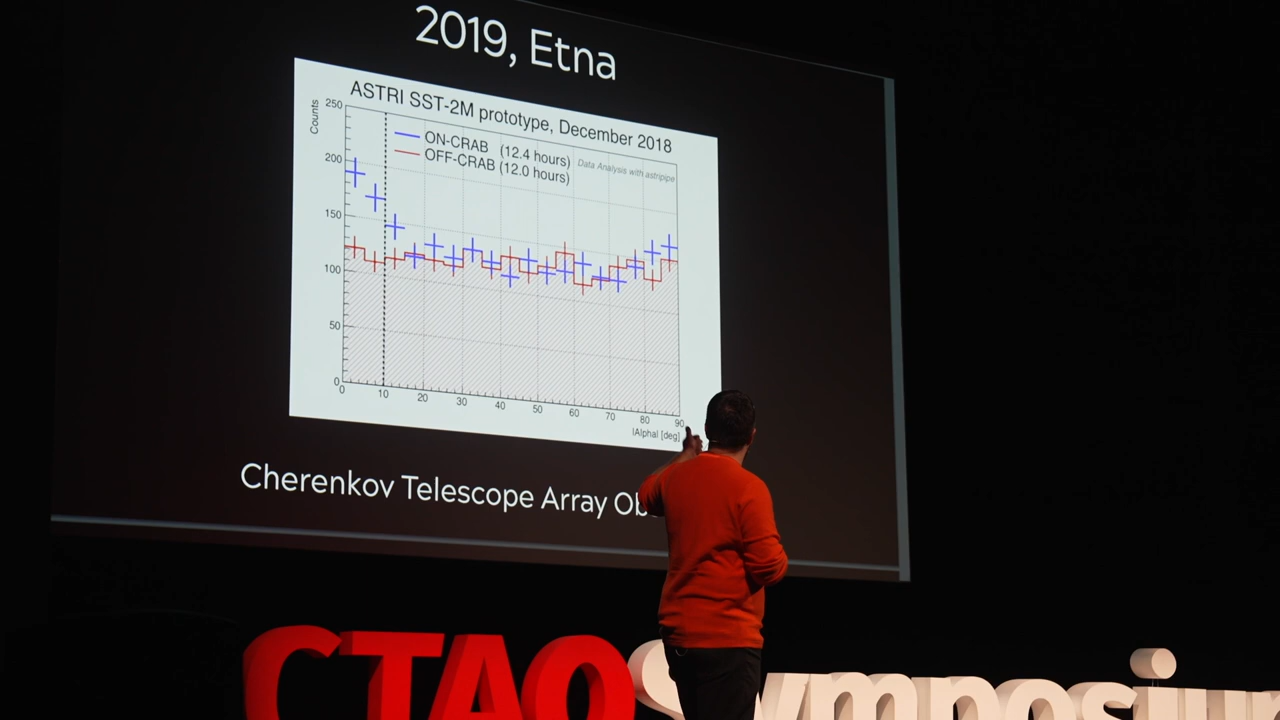 2019, Etna
ASTRI SST-2M prototype, December 2018
Counts
ON-CRAB (12.4 hours)
OFF-CRAB (12.0 hours)
Data Analysis with astripipe
250
200
150
100
50
0
0 10 20 30 40 50 60 70 80 90
|Alpha| [deg]
Cherenkov Telescope Array Ob
CTAO Symposium